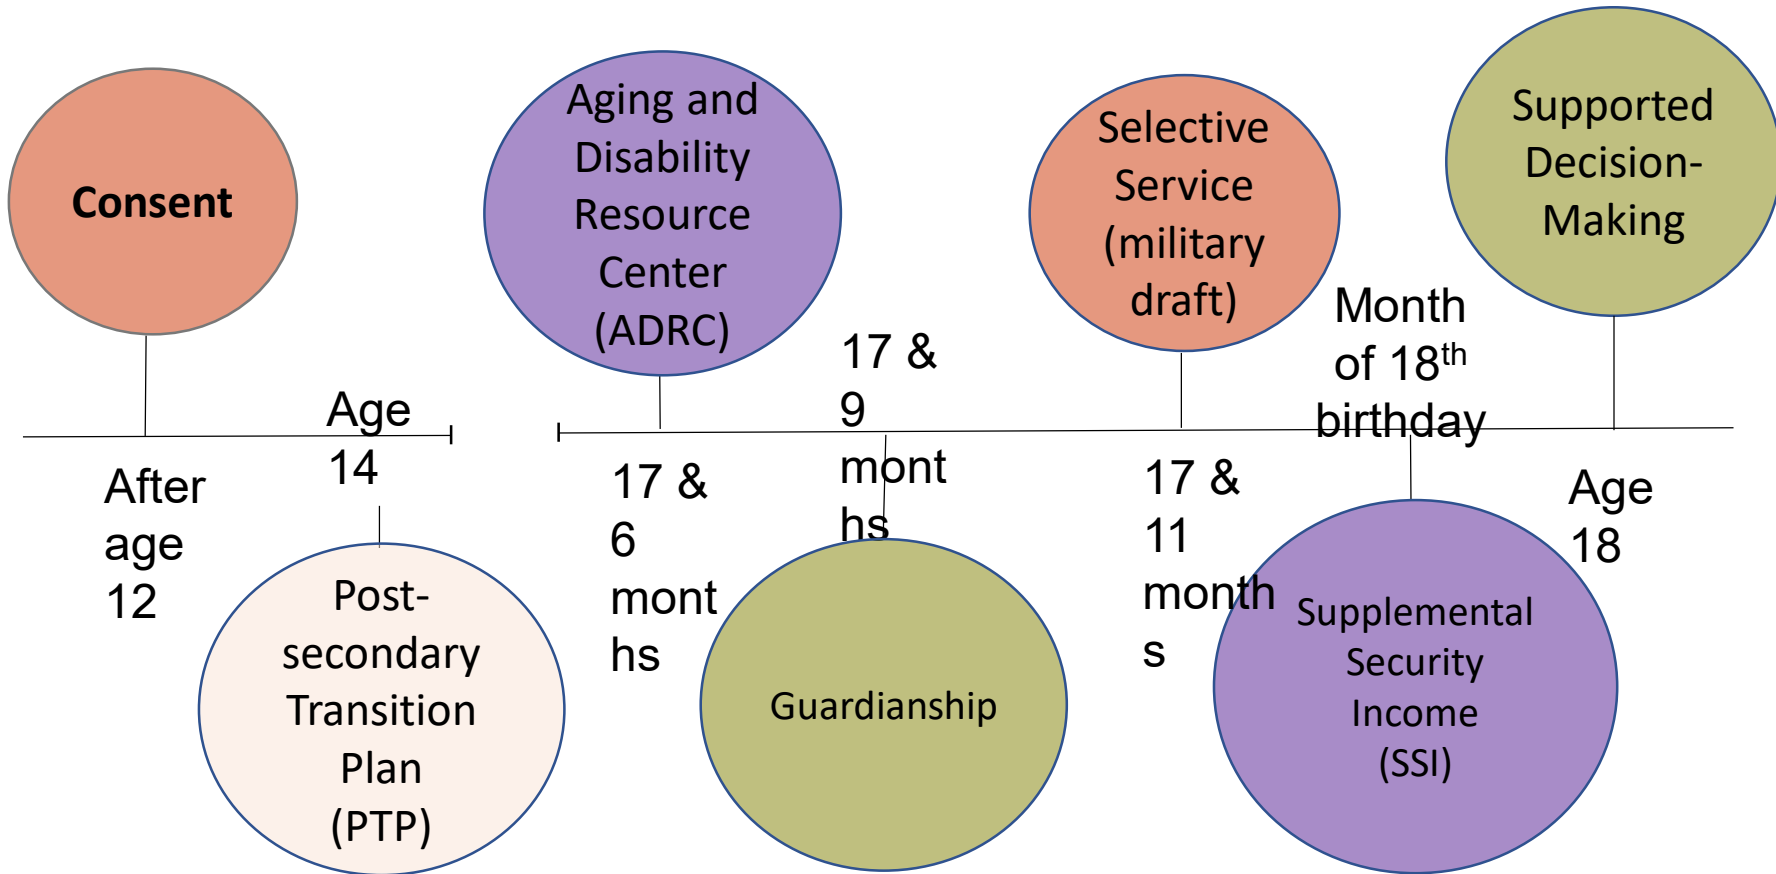 Consent
After
age
12
Age
14
Post-
secondary
Transition
Plan
(PTP)
Aging and
Disability
Resource
Center
(ADRC)
17 &
6
mont
hs
17 &
9
mont
hs
Guardianship
Selective
Service
(military
draft)
17 &
11
month
s
Month
of 18th
birthday
Supplemental
Security
Income
(SSI)
Supported
Decision-
Making
Age
18